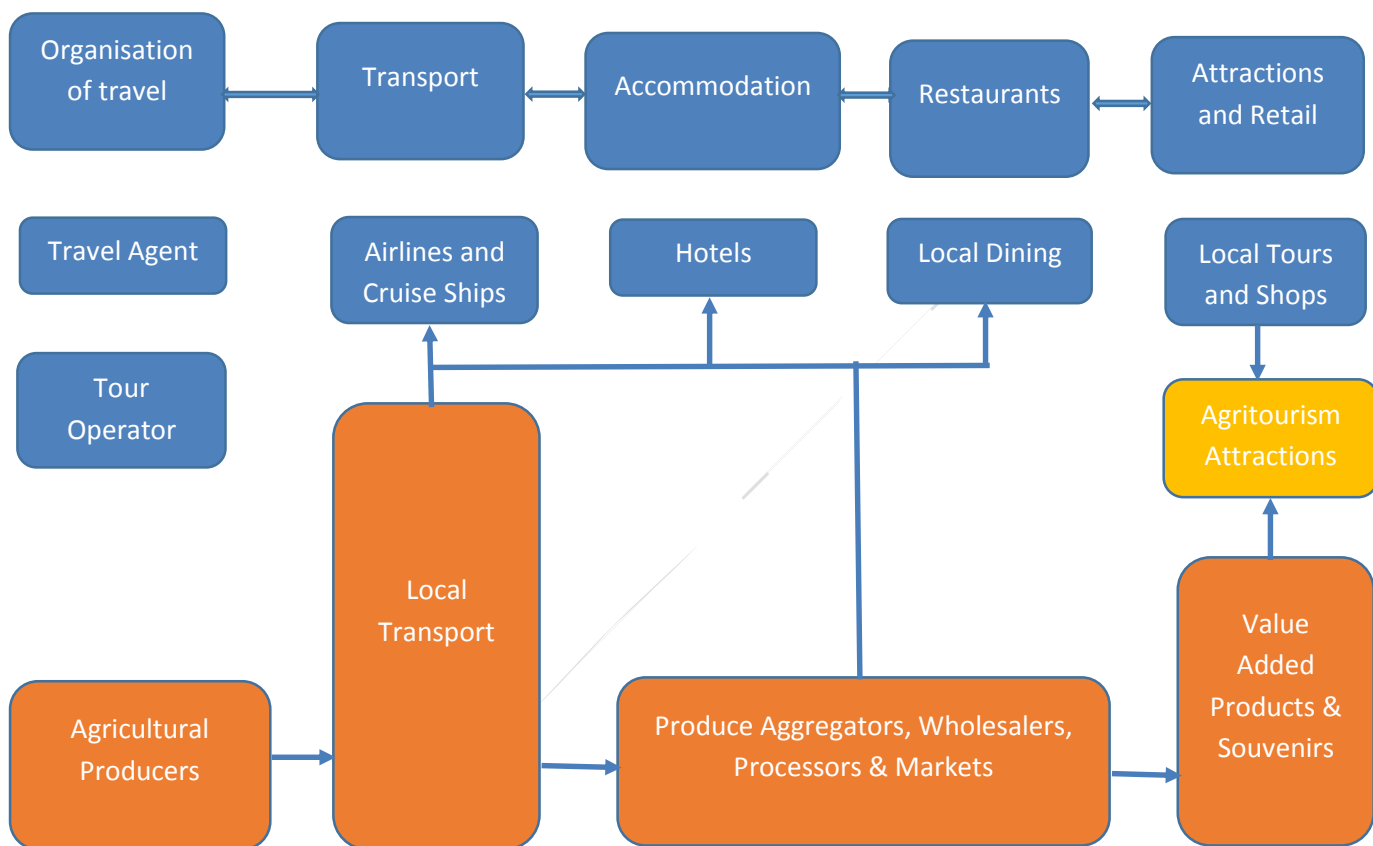 Organisation
of travel
Transport
Accommodation
Restaurants
Attractions
and Retail
Travel Agent
Airlines and
Cruise Ships
Hotels
Local Dining
Local Tours
and Shops
Tour
Operator
Agritourism
Attractions
Local
Transport
Value
Added
Products &
Souvenirs
Agricultural
Producers
Produce Aggregators, Wholesalers,
Processors & Markets